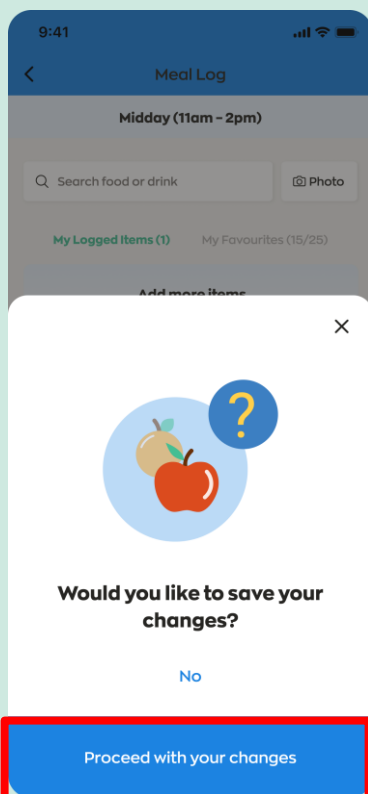 9:41
Meal Log
Midday (11am - 2pm)
Search food or drink
Photo
My Logged Items (1) My Favourites (15/25)
Add more items
?
Would you like to save your
changes?
No
Proceed with your changes